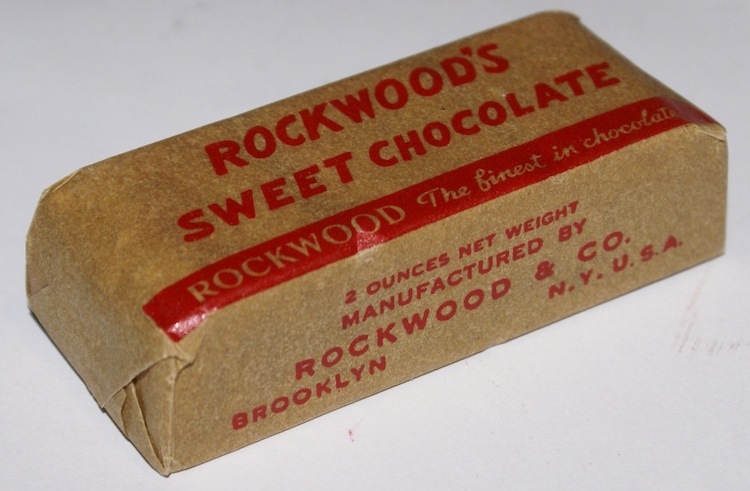 ROCKWOOD'S
SWEET CHOCOLATE
ROCKWOOD The finest in chocolate
2 OUNCES NET WEIGHT
MANUFACTURED BY
ROCKWOOD & CO.
BROOKLYN N.Y. U.S.A.